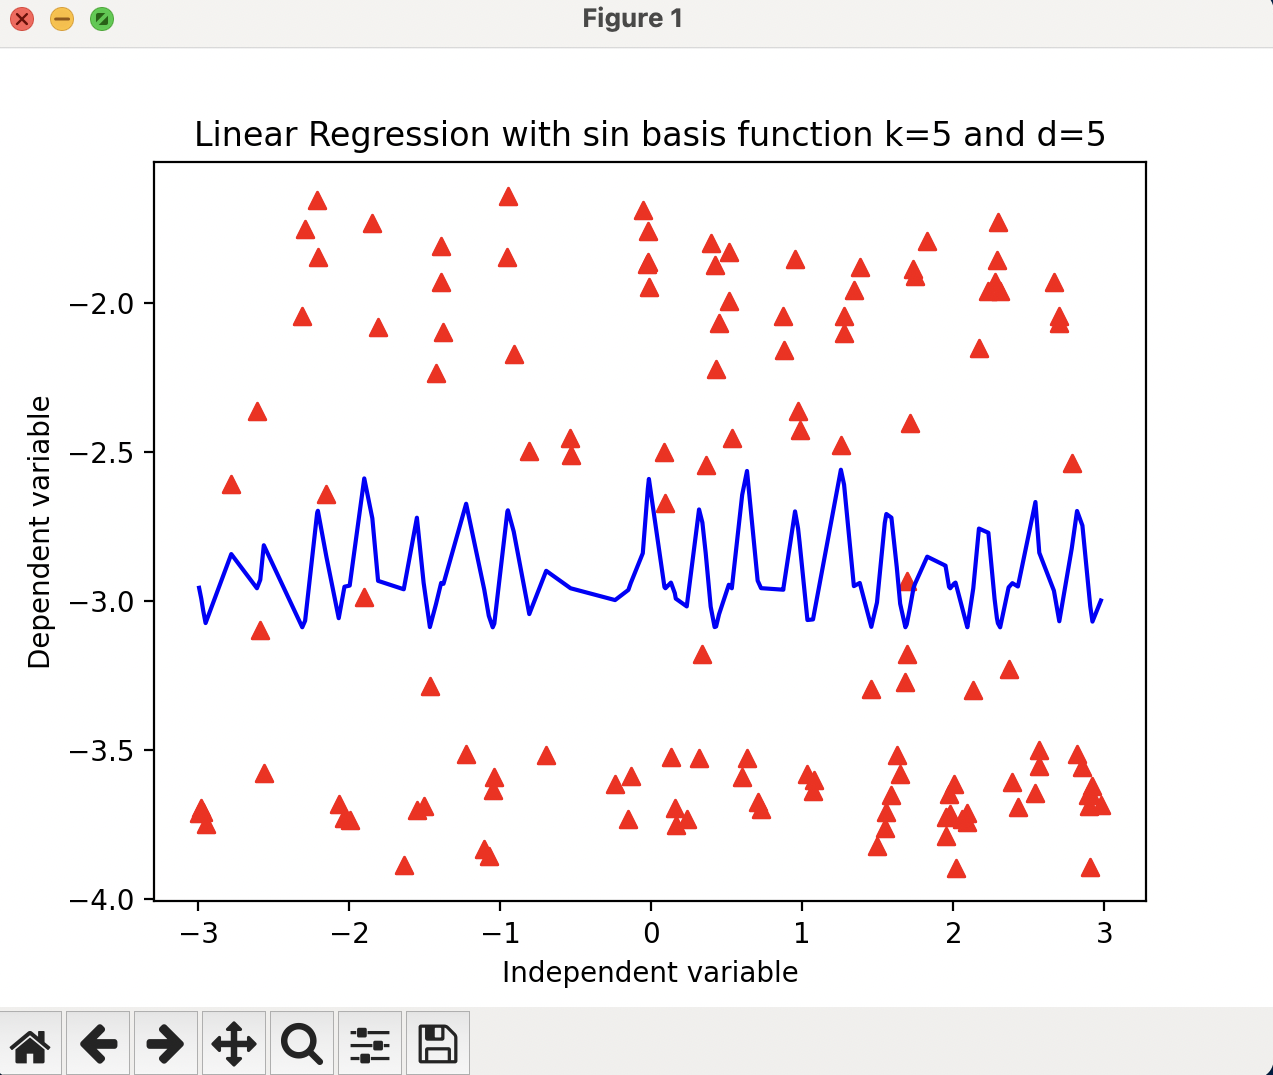 Figure 1
Linear Regression with sin basis function k=5 and d=5
−2.0
−2.5
−3.0
−3.5
−4.0
Dependent variable
−3 −2 −1 0 1 2 3
Independent variable